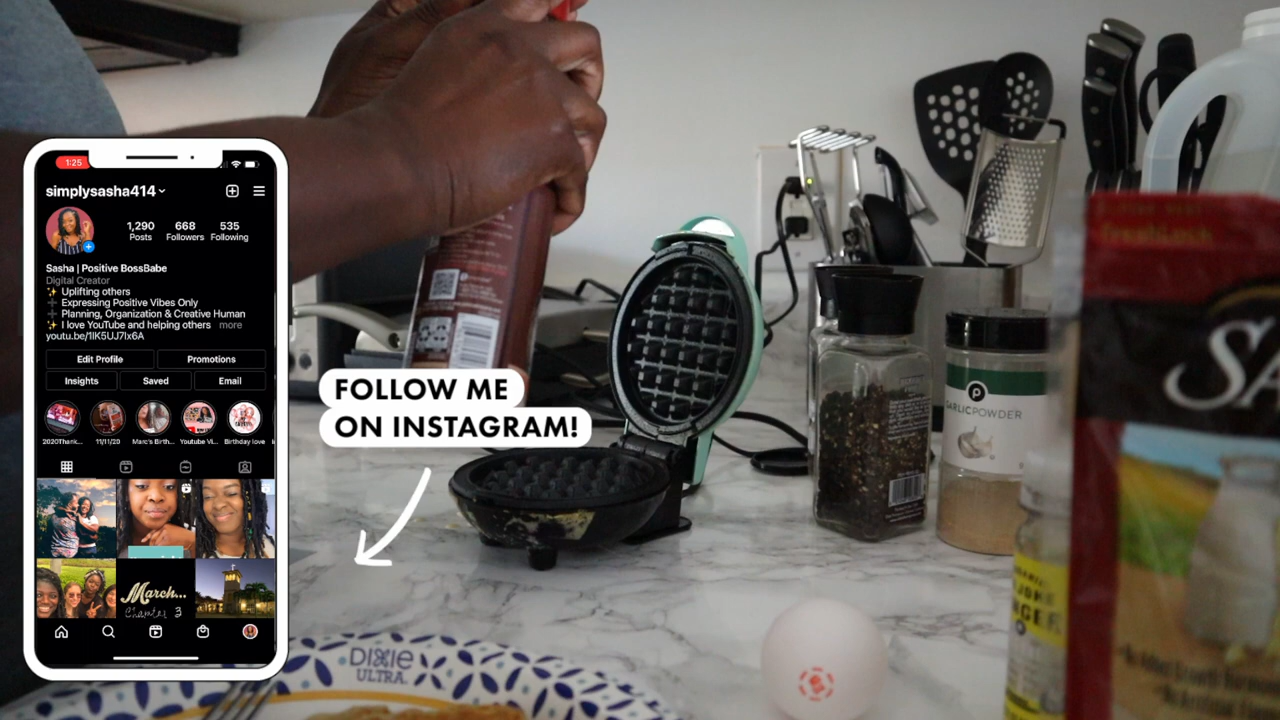 1:25
simplysasha414
1,290
668
535
Posts
Followers
Following
Sasha | Positive BossBabe
Digital Creator
✨ Uplifting others
➕ Expressing Positive Vibes Only
➕ Planning, Organization & Creative Human
✨ I love YouTube and helping others more
Edit Profile
Promotions
Insights
Saved
Email
2020Thank...
11/11/20
Marc's Birth...
Youtube Vi...
Birthday love
March...
Chapter 3
FOLLOW ME
ON INSTAGRAM!
GARLIC POWDER
DIXIE
ULTRA